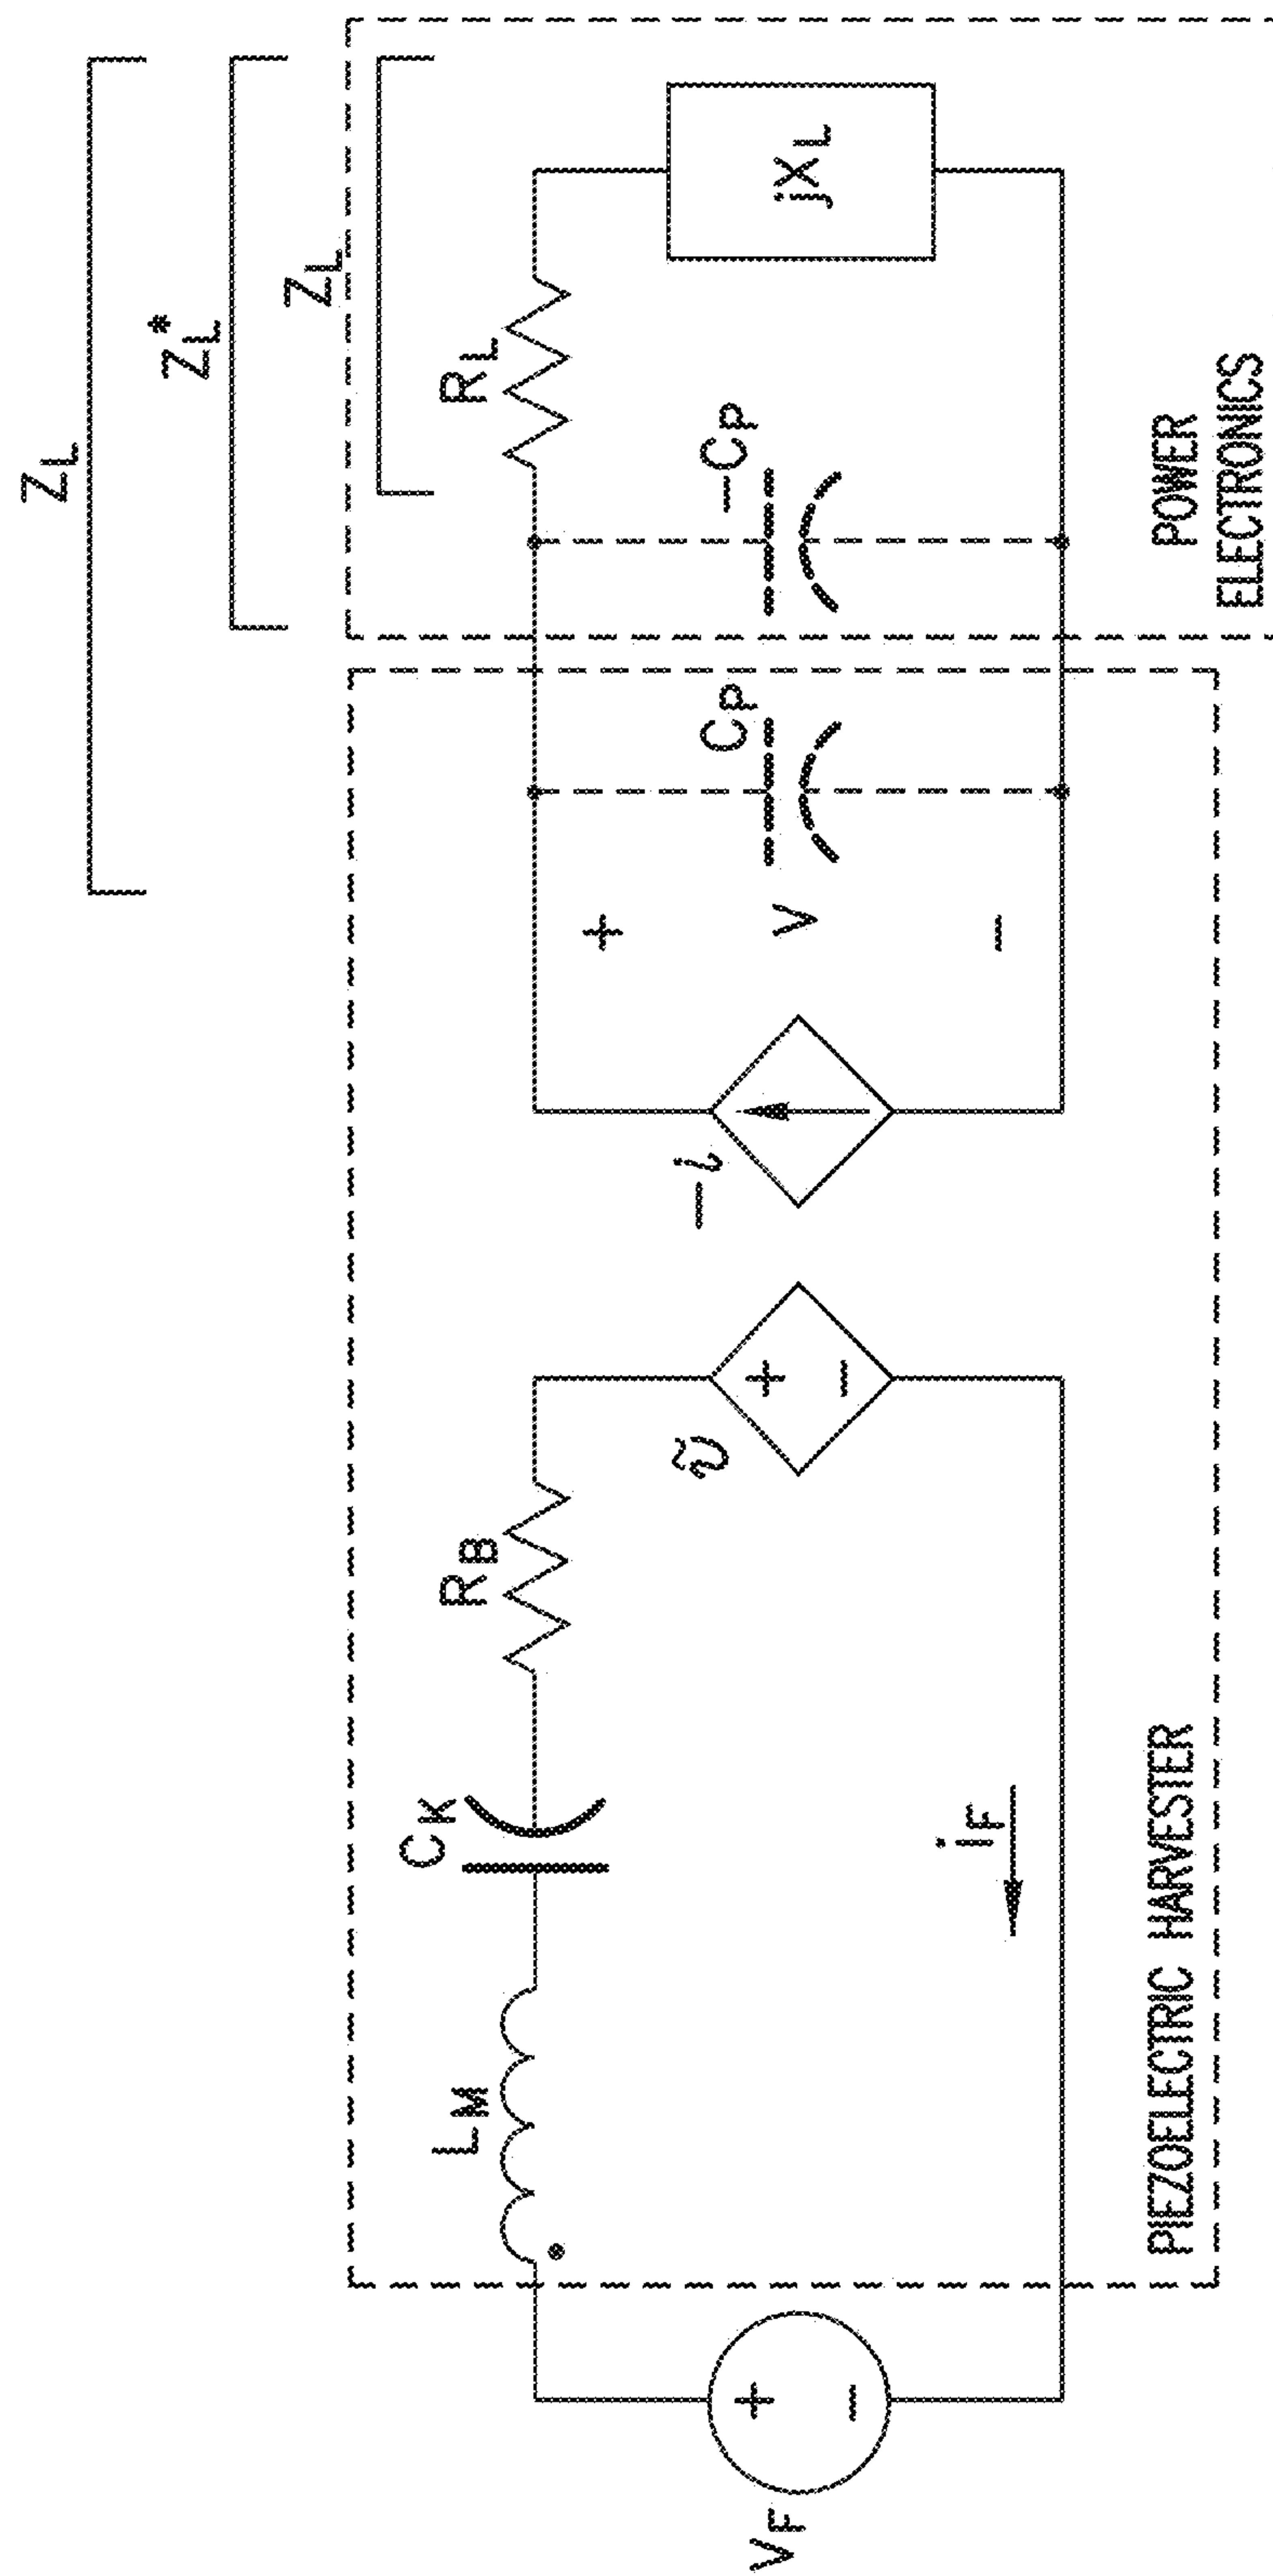 Z_L
Z_L*
Z_L
V_F
+
−
L_M
C_K
R_B
i_F
ṽ
+
−
−i
+
V
−
C_P
−C_P
R_L
jX_L
PIEZOELECTRIC HARVESTER
POWER
ELECTRONICS